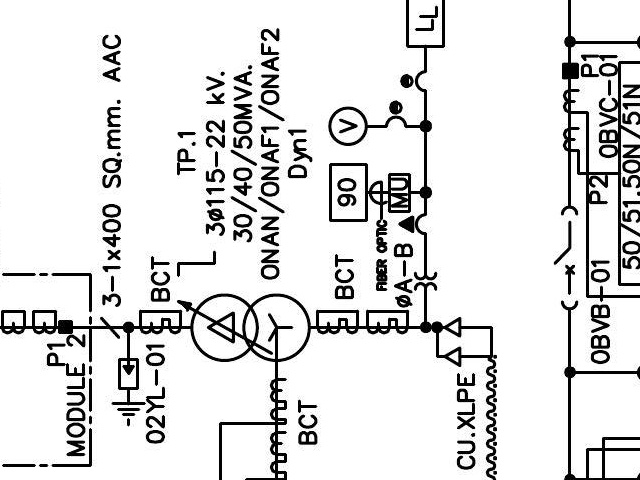 3-1x400 SQ.mm. AAC
TP.1
3ø115-22 kV.
30/40/50MVA.
ONAN/ONAF1/ONAF2
Dyn1
LL
V
90
MU
FIBER OPTIC
øA-B
BCT
BCT
BCT
P1
MODULE 2
02YL-01
CU.XLPE
P1
P2
0BVC-01
0BVB-01
50/51,50N/51N